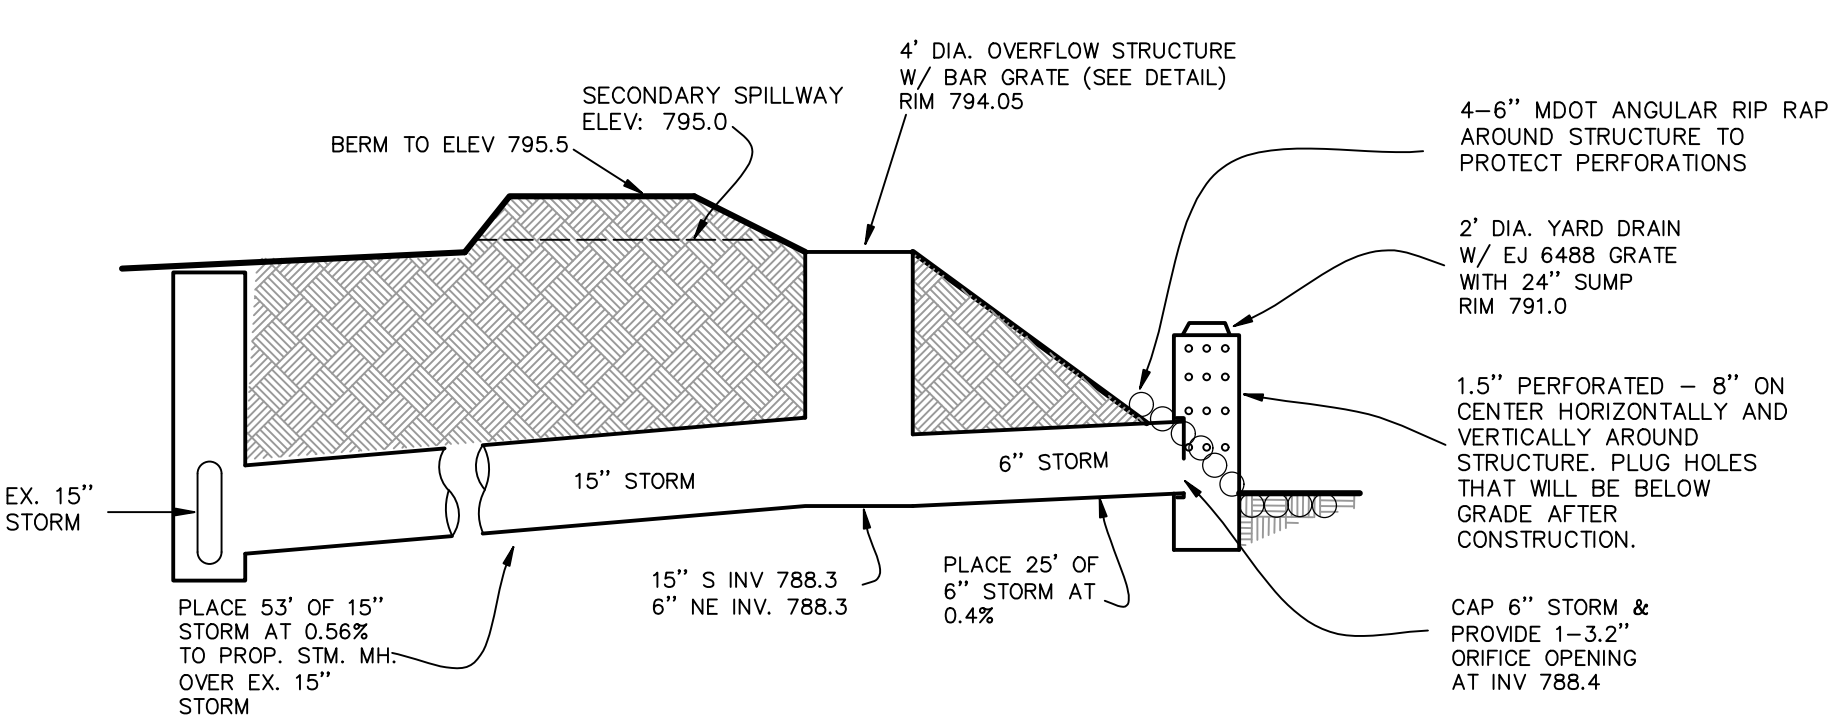 4' DIA. OVERFLOW STRUCTURE
W/ BAR GRATE (SEE DETAIL)
RIM 794.05
SECONDARY SPILLWAY
ELEV: 795.0
BERM TO ELEV 795.5
4-6" MDOT ANGULAR RIP RAP
AROUND STRUCTURE TO
PROTECT PERFORATIONS
2' DIA. YARD DRAIN
W/ EJ 6488 GRATE
WITH 24" SUMP
RIM 791.0
1.5" PERFORATED - 8" ON
CENTER HORIZONTALLY AND
VERTICALLY AROUND
STRUCTURE. PLUG HOLES
THAT WILL BE BELOW
GRADE AFTER
CONSTRUCTION.
6" STORM
15" STORM
EX. 15"
STORM
PLACE 53' OF 15"
STORM AT 0.56%
TO PROP. STM. MH.
OVER EX. 15"
STORM
15" S INV 788.3
6" NE INV. 788.3
PLACE 25' OF
6" STORM AT
0.4%
CAP 6" STORM &
PROVIDE 1-3.2"
ORIFICE OPENING
AT INV 788.4